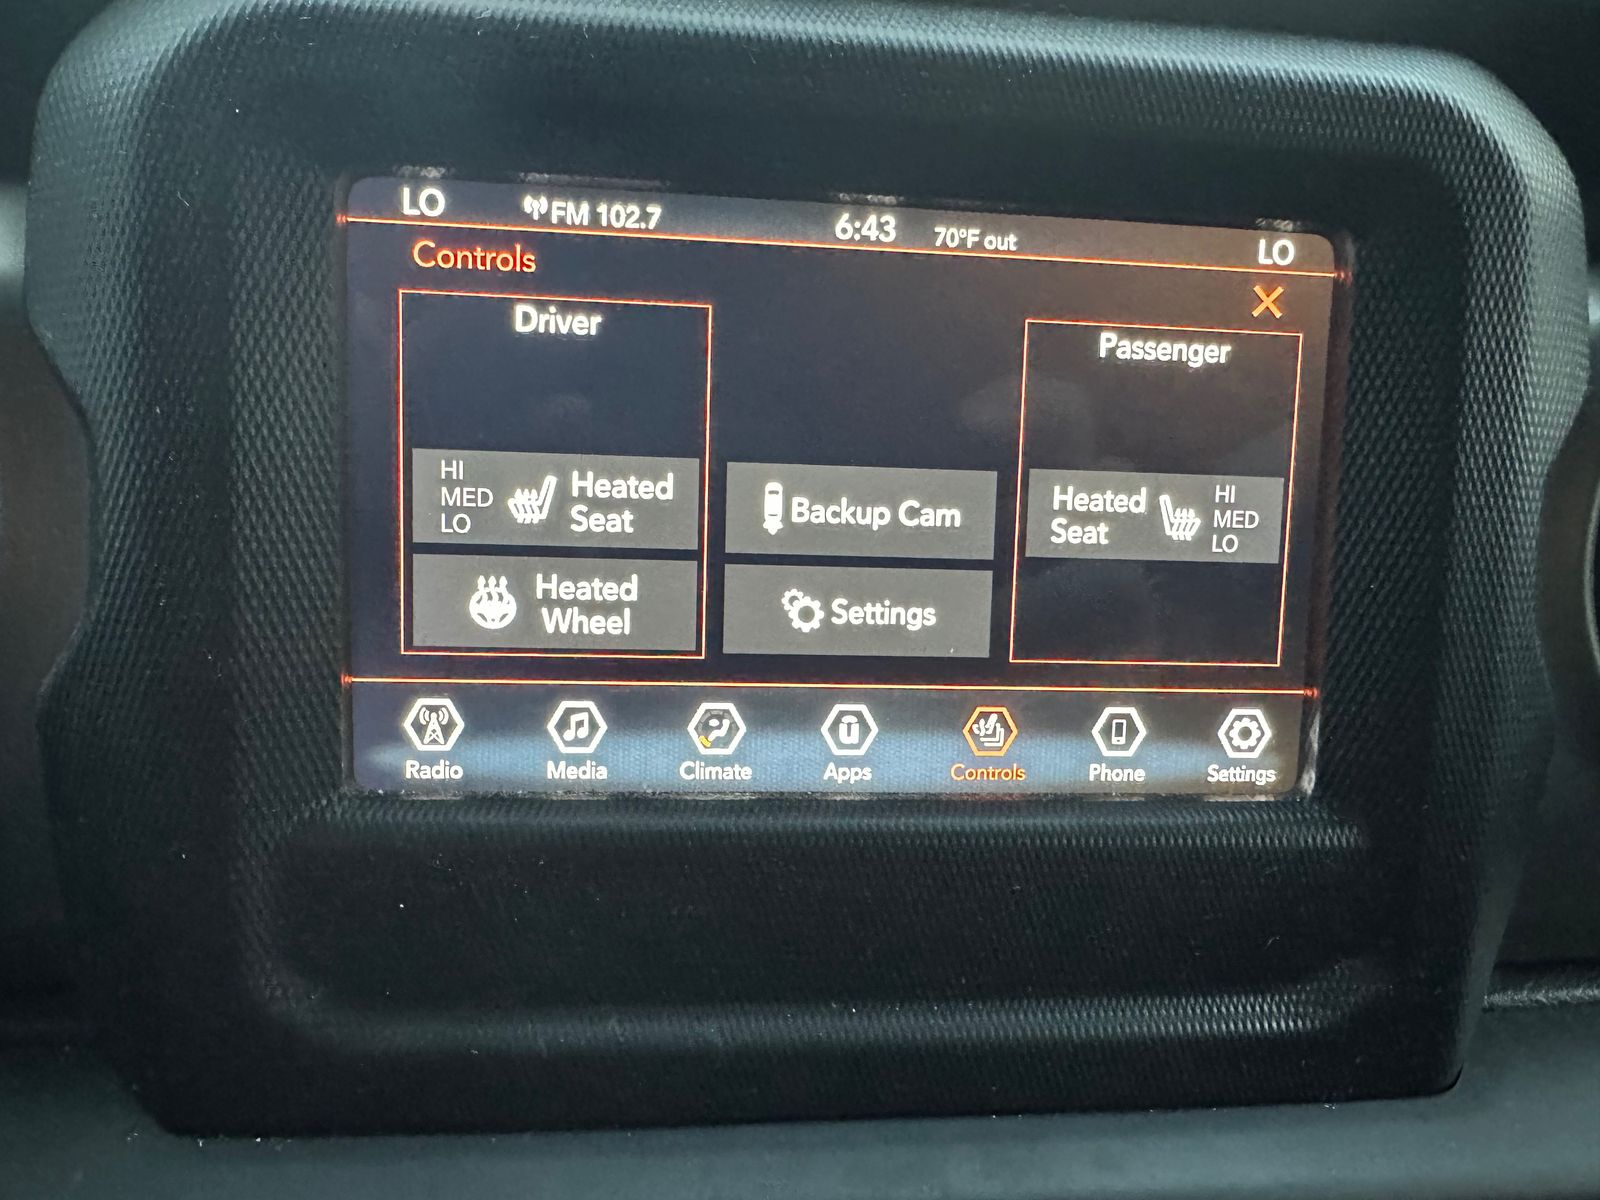 LO FM 102.7 6:43 70°F out LO
Controls
X
Driver
Passenger
HI
MED
LO
Heated
Seat
Backup Cam
Heated
Seat
HI
MED
LO
Heated
Wheel
Settings
Radio Media Climate Apps Controls Phone Settings